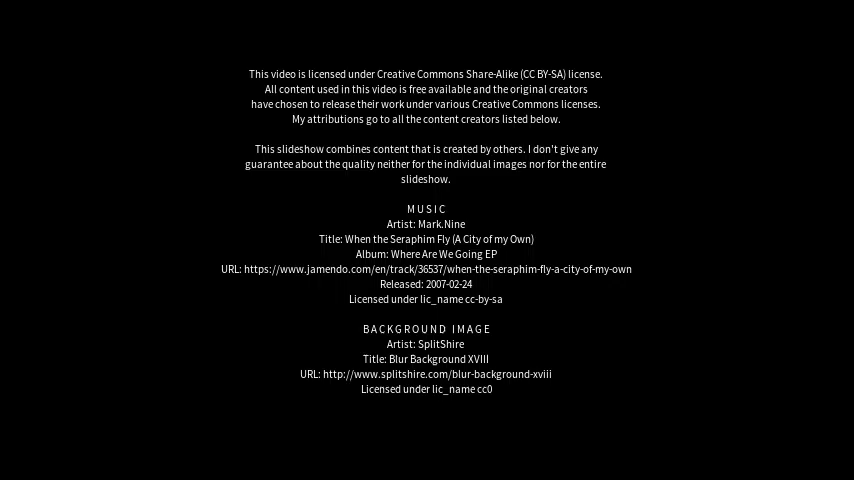 This video is licensed under Creative Commons Share-Alike (CC BY-SA) license.
All content used in this video is free available and the original creators
have chosen to release their work under various Creative Commons licenses.
My attributions go to all the content creators listed below.
This slideshow combines content that is created by others. I don't give any
guarantee about the quality neither for the individual images nor for the entire
slideshow.
MUSIC
Artist: Mark.Nine
Title: When the Seraphim Fly (A City of my Own)
Album: Where Are We Going EP
URL: https://www.jamendo.com/en/track/36537/when-the-seraphim-fly-a-city-of-my-own
Released: 2007-02-24
Licensed under lic_name cc-by-sa
BACKGROUND IMAGE
Artist: SplitShire
Title: Blur Background XVIII
URL: http://www.splitshire.com/blur-background-xviii
Licensed under lic_name cc0